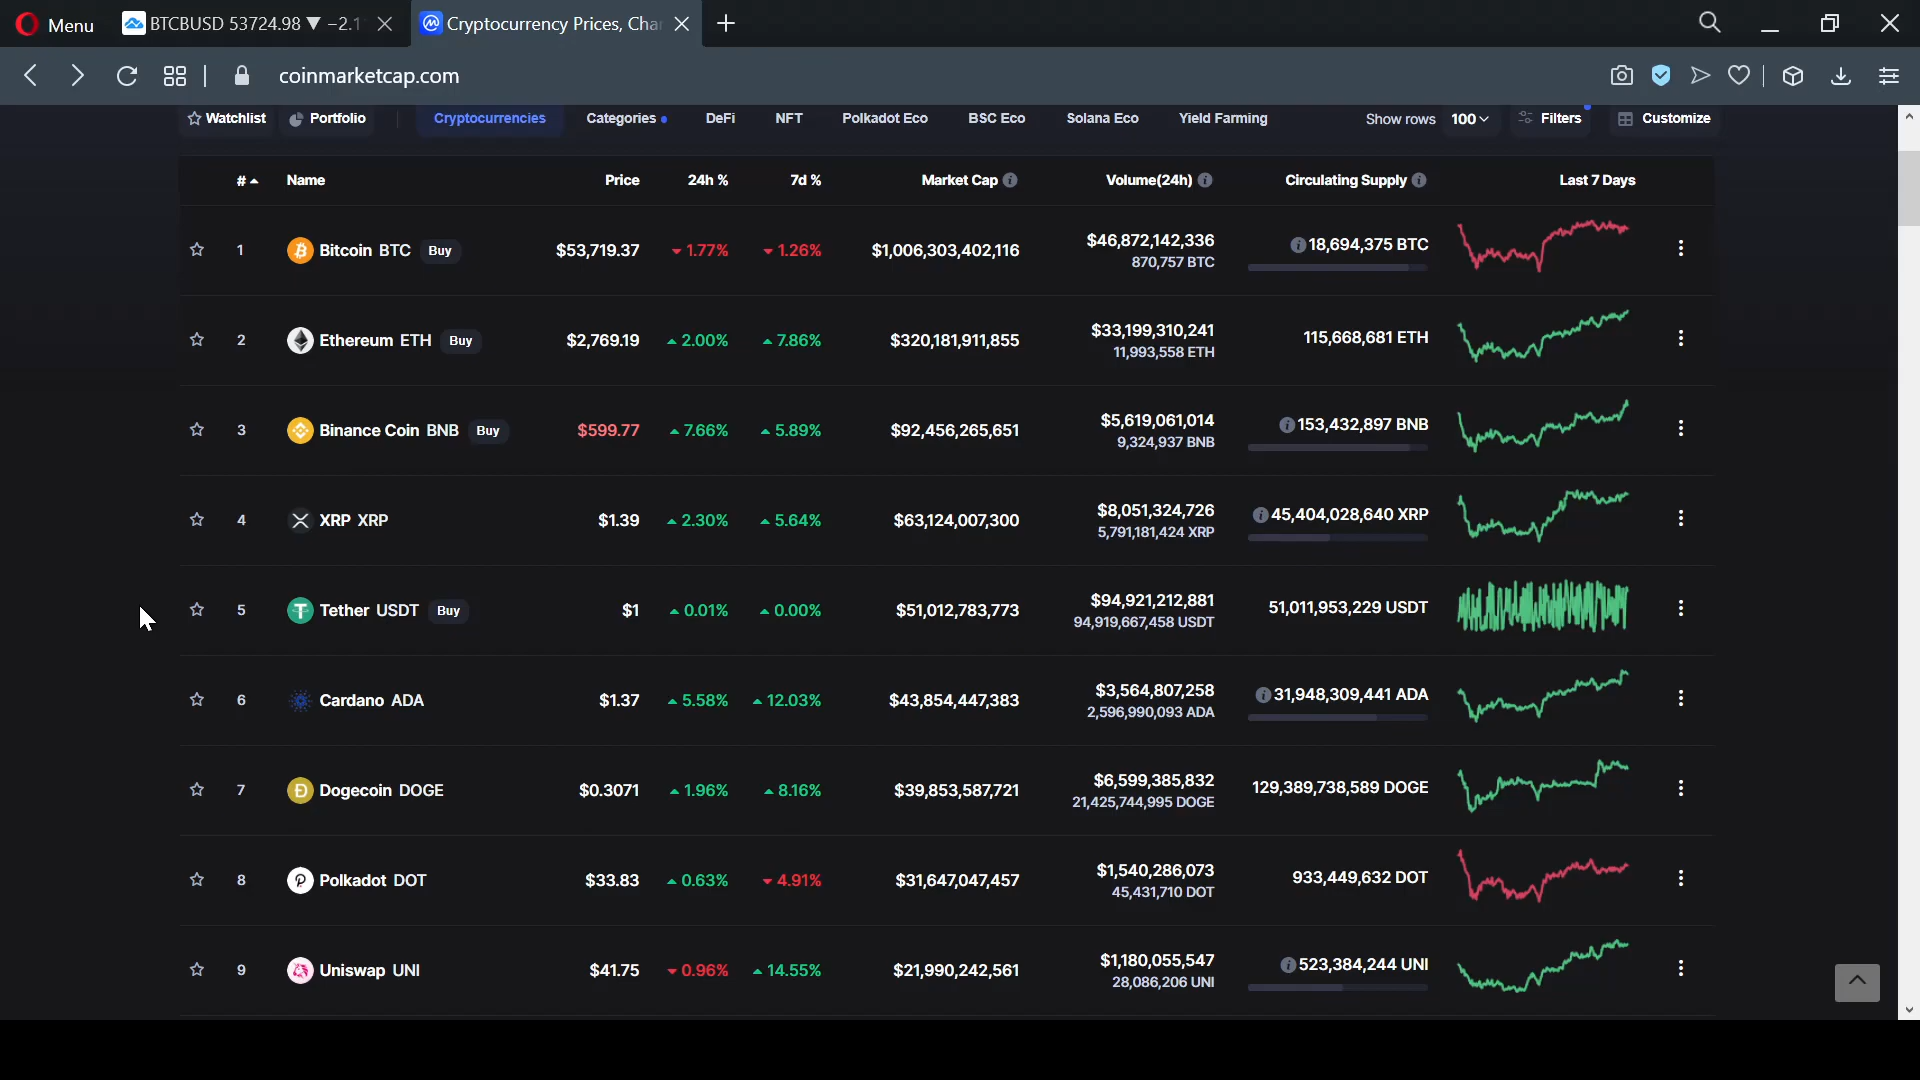 Menu BTCBUSD 53724.98 ▼ −2.1 Cryptocurrency Prices, Cha
coinmarketcap.com
Watchlist Portfolio Cryptocurrencies Categories DeFi NFT Polkadot Eco BSC Eco Solana Eco Yield Farming Show rows 100 Filters Customize
# Name Price 24h % 7d % Market Cap Volume(24h) Circulating Supply Last 7 Days
1 Bitcoin BTC Buy $53,719.37 1.77% 1.26% $1,006,303,402,116 $46,872,142,336 18,694,375 BTC
870,757 BTC
2 Ethereum ETH Buy $2,769.19 2.00% 7.86% $320,181,911,855 $33,199,310,241 115,668,681 ETH
11,993,558 ETH
3 Binance Coin BNB Buy $599.77 7.66% 5.89% $92,456,265,651 $5,619,061,014 153,432,897 BNB
9,324,937 BNB
4 XRP XRP $1.39 2.30% 5.64% $63,124,007,300 $8,051,324,726 45,404,028,640 XRP
5,791,181,424 XRP
5 Tether USDT Buy $1 0.01% 0.00% $51,012,783,773 $94,921,212,881 51,011,953,229 USDT
94,919,667,458 USDT
6 Cardano ADA $1.37 5.58% 12.03% $43,854,447,383 $3,564,807,258 31,948,309,441 ADA
2,596,990,093 ADA
7 Dogecoin DOGE $0.3071 1.96% 8.16% $39,853,587,721 $6,599,385,832 129,389,738,589 DOGE
21,425,744,995 DOGE
8 Polkadot DOT $33.83 0.63% 4.91% $31,647,047,457 $1,540,286,073 933,449,632 DOT
45,431,710 DOT
9 Uniswap UNI $41.75 0.96% 14.55% $21,990,242,561 $1,180,055,547 523,384,244 UNI
28,086,206 UNI